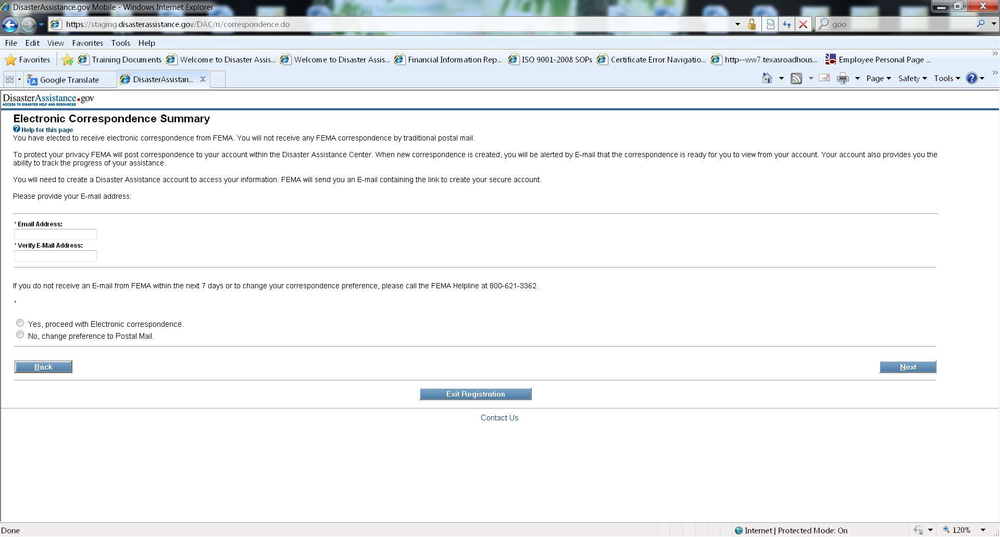 DisasterAssistance.gov Mobile - Windows Internet Explorer
https://staging.disasterassistance.gov/DAC/ri/correspondence.do
goo
File Edit View Favorites Tools Help
Favorites Training Documents Welcome to Disaster Assis... Welcome to Disaster Assis... Financial Information Rep... ISO 9001-2008 SOPs Certificate Error Navigatio... http--ww7.texasroadhous... Employee Personal Page ...
Google Translate DisasterAssistan... Page Safety Tools
DisasterAssistance.gov
ACCESS TO DISASTER HELP AND RESOURCES
Electronic Correspondence Summary
Help for this page
You have elected to receive electronic correspondence from FEMA. You will not receive any FEMA correspondence by traditional postal mail.
To protect your privacy FEMA will post correspondence to your account within the Disaster Assistance Center. When new correspondence is created, you will be alerted by E-mail that the correspondence is ready for you to view from your account. Your account also provides you the
ability to track the progress of your assistance.
You will need to create a Disaster Assistance account to access your information. FEMA will send you an E-mail containing the link to create your secure account.
Please provide your E-mail address:
* Email Address:
* Verify E-Mail Address:
If you do not receive an E-mail from FEMA within the next 7 days or to change your correspondence preference, please call the FEMA Helpline at 800-621-3362.
*
Yes, proceed with Electronic correspondence.
No, change preference to Postal Mail.
Back Next
Exit Registration
Contact Us
Done Internet | Protected Mode: On 120%